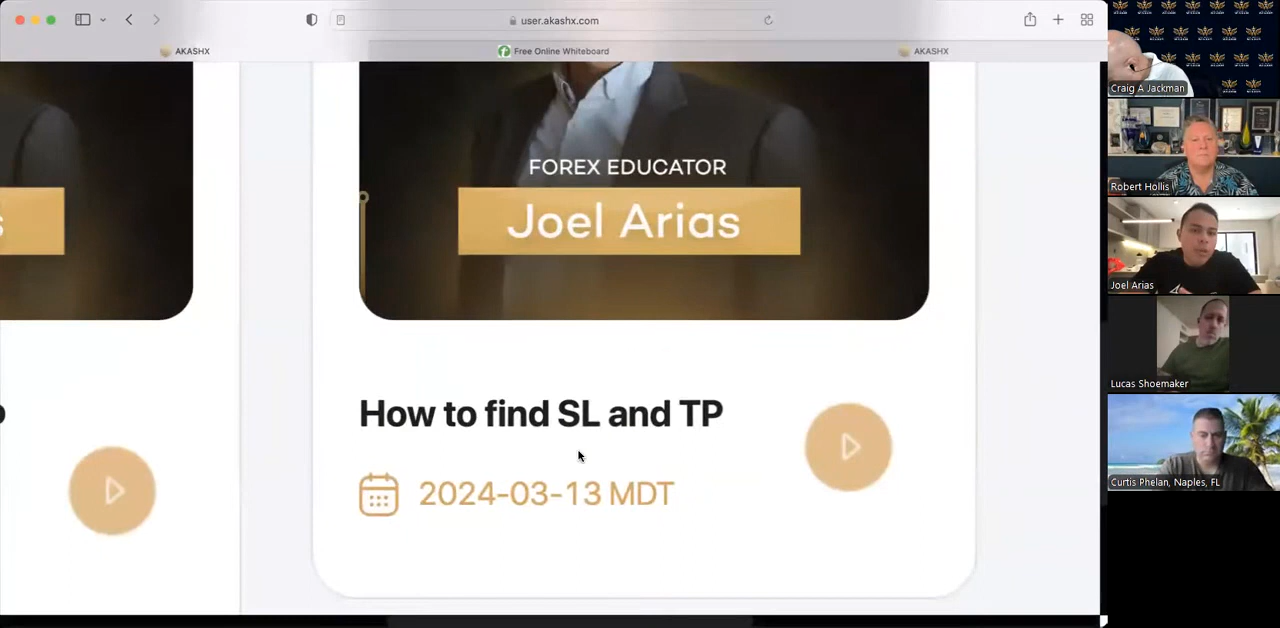 user.akashx.com
AKASHX
Free Online Whiteboard
AKASHX
FOREX EDUCATOR
Joel Arias
How to find SL and TP
2024-03-13 MDT
Craig A Jackman
Robert Hollis
Joel Arias
Lucas Shoemaker
Curtis Phelan, Naples, FL